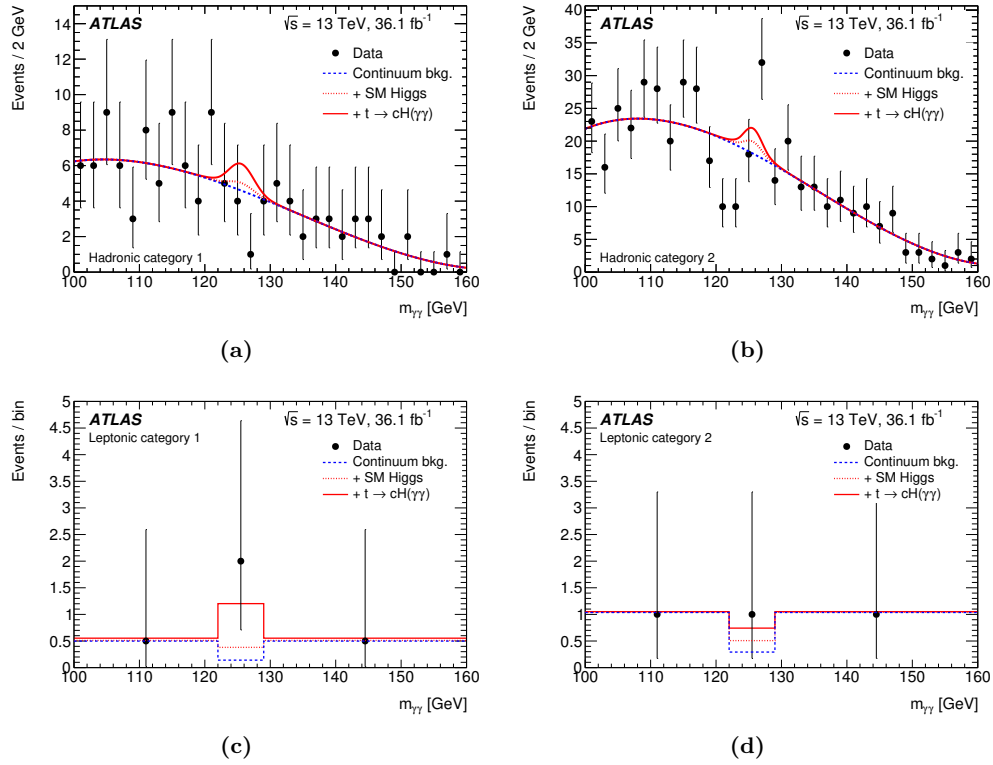 ATLAS
√s = 13 TeV, 36.1 fb⁻¹
Data
Continuum bkg.
+ SM Higgs
+ t → cH(γγ)
Hadronic category 1
Events / 2 GeV
0 2 4 6 8 10 12 14
100 110 120 130 140 150 160
m_γγ [GeV]
(a)
ATLAS
√s = 13 TeV, 36.1 fb⁻¹
Data
Continuum bkg.
+ SM Higgs
+ t → cH(γγ)
Hadronic category 2
Events / 2 GeV
0 5 10 15 20 25 30 35 40
100 110 120 130 140 150 160
m_γγ [GeV]
(b)
ATLAS
√s = 13 TeV, 36.1 fb⁻¹
Leptonic category 1
Data
Continuum bkg.
+ SM Higgs
+ t → cH(γγ)
Events / bin
0 0.5 1 1.5 2 2.5 3 3.5 4 4.5 5
100 110 120 130 140 150 160
m_γγ [GeV]
(c)
ATLAS
√s = 13 TeV, 36.1 fb⁻¹
Leptonic category 2
Data
Continuum bkg.
+ SM Higgs
+ t → cH(γγ)
Events / bin
0 0.5 1 1.5 2 2.5 3 3.5 4 4.5 5
100 110 120 130 140 150 160
m_γγ [GeV]
(d)